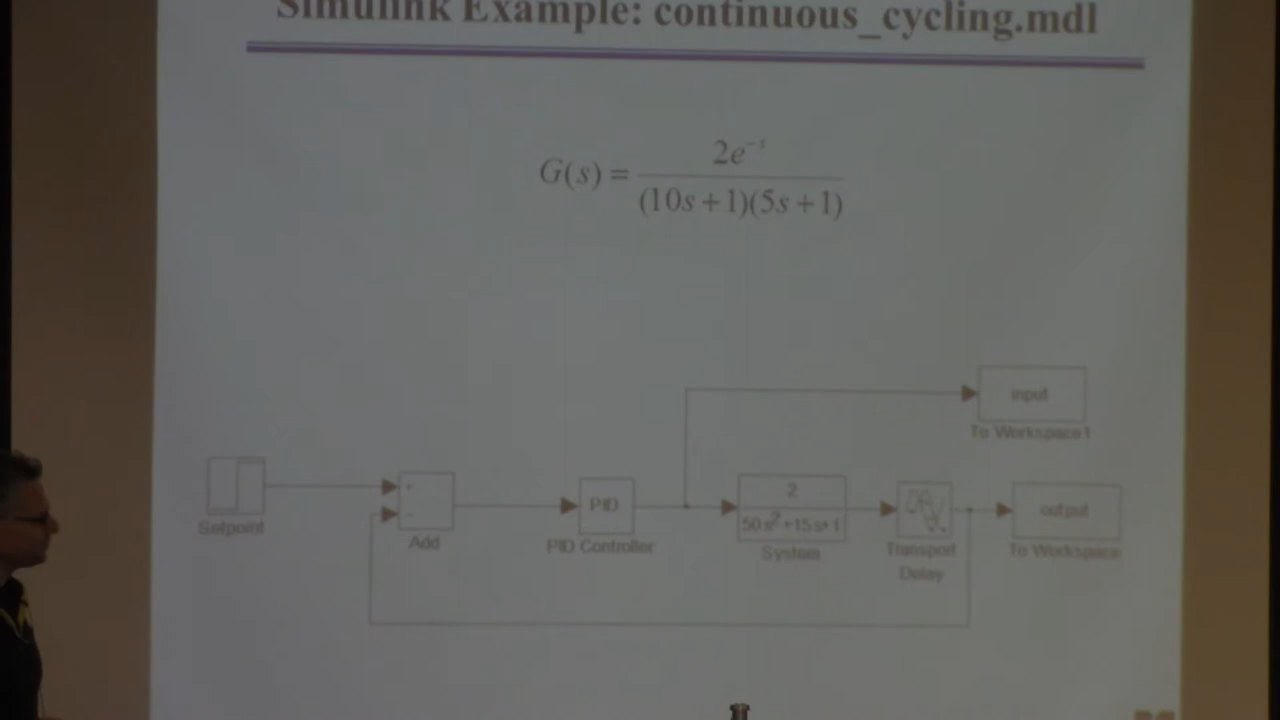 Simulink Example: continuous_cycling.mdl
G(s) = 2e^{-s} / (10s+1)(5s+1)
input
To Workspace1
+
−
PID
2
50s^2+15s+1
output
Setpoint
Add
PID Controller
System
Transport
Delay
To Workspace